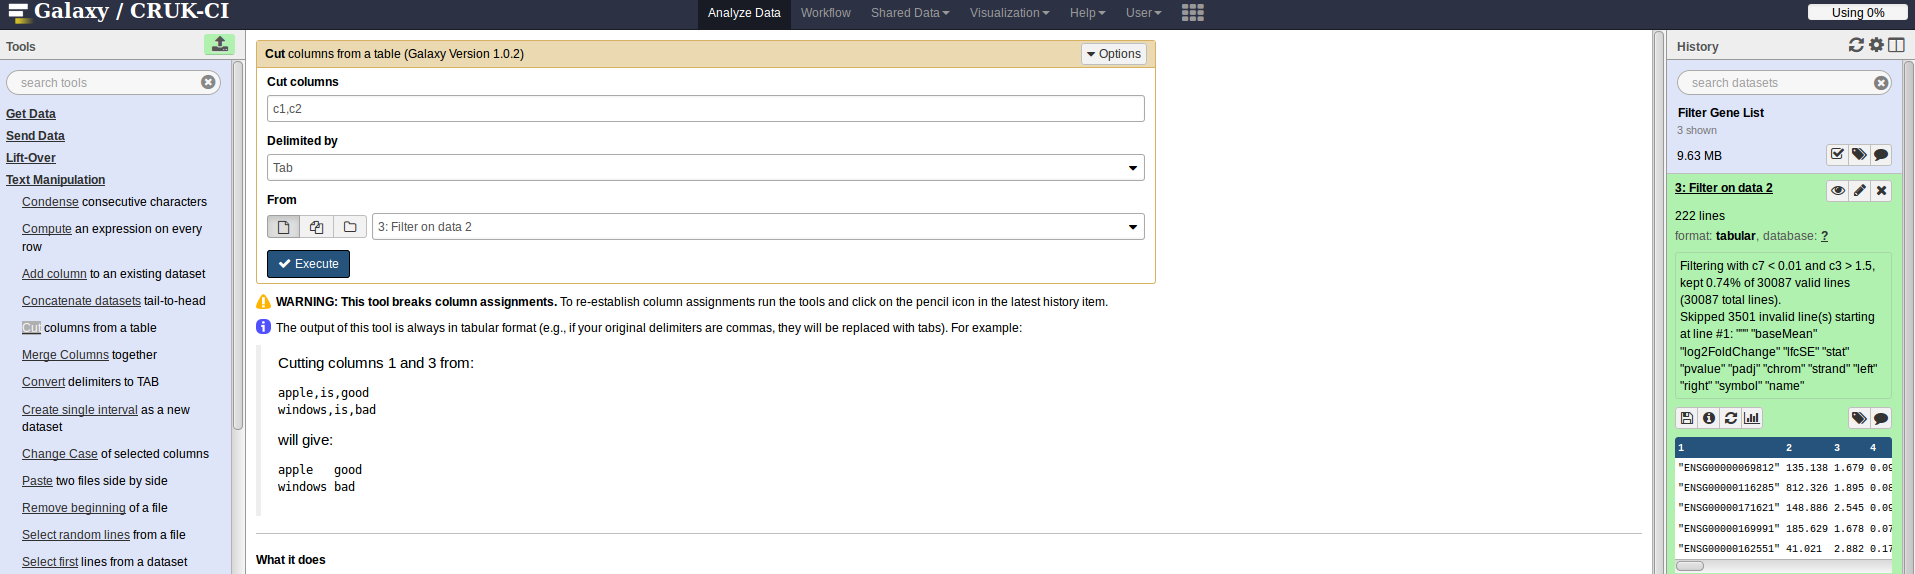 Galaxy / CRUK-CI
Analyze Data Workflow Shared Data Visualization Help User
Using 0%
Tools
search tools
Get Data
Send Data
Lift-Over
Text Manipulation
Condense consecutive characters
Compute an expression on every
row
Add column to an existing dataset
Concatenate datasets tail-to-head
Cut columns from a table
Merge Columns together
Convert delimiters to TAB
Create single interval as a new
dataset
Change Case of selected columns
Paste two files side by side
Remove beginning of a file
Select random lines from a file
Select first lines from a dataset
Cut columns from a table (Galaxy Version 1.0.2)
Options
Cut columns
c1,c2
Delimited by
Tab
From
3: Filter on data 2
Execute
WARNING: This tool breaks column assignments. To re-establish column assignments run the tools and click on the pencil icon in the latest history item.
The output of this tool is always in tabular format (e.g., if your original delimiters are commas, they will be replaced with tabs). For example:
Cutting columns 1 and 3 from:
apple,is,good
windows,is,bad
will give:
apple good
windows bad
What it does
History
search datasets
Filter Gene List
3 shown
9.63 MB
3: Filter on data 2
222 lines
format: tabular, database: ?
Filtering with c7 < 0.01 and c3 > 1.5,
kept 0.74% of 30087 valid lines
(30087 total lines).
Skipped 3501 invalid line(s) starting
at line #1: """ "baseMean"
"log2FoldChange" "lfcSE" "stat"
"pvalue" "padj" "chrom" "strand" "left"
"right" "symbol" "name"
1 2 3 4
"ENSG00000069812" 135.138 1.679 0.09
"ENSG00000116285" 812.326 1.895 0.08
"ENSG00000171621" 148.886 2.545 0.09
"ENSG00000169991" 185.629 1.678 0.07
"ENSG00000162551" 41.021 2.882 0.17